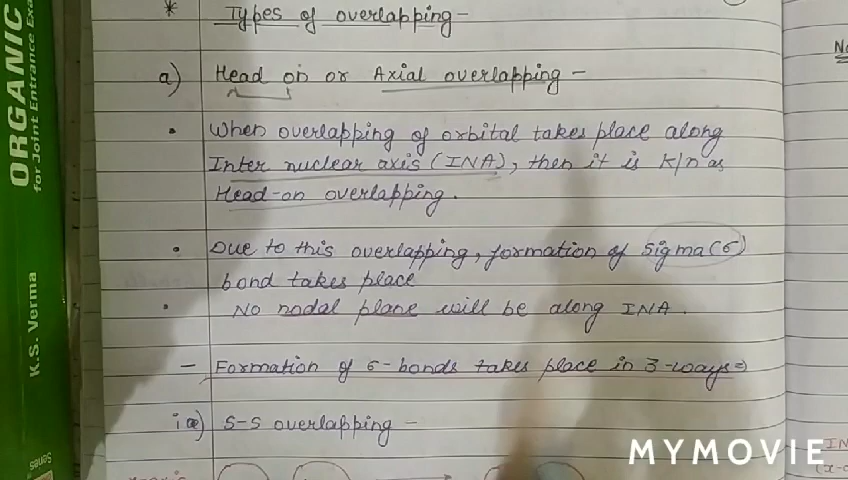 * Types of overlapping -
a) Head on or Axial overlapping -
• When overlapping of orbital takes place along
Inter nuclear axis (INA), then it is k/n as
Head-on overlapping.
• Due to this overlapping, formation of sigma (σ)
bond takes place
• No nodal plane will be along INA.
- Formation of σ-bonds takes place in 3-ways⇒
S-S overlapping -
ORGANIC
for Joint Entrance Exa
K.S. Verma
Series
MYMOVIE